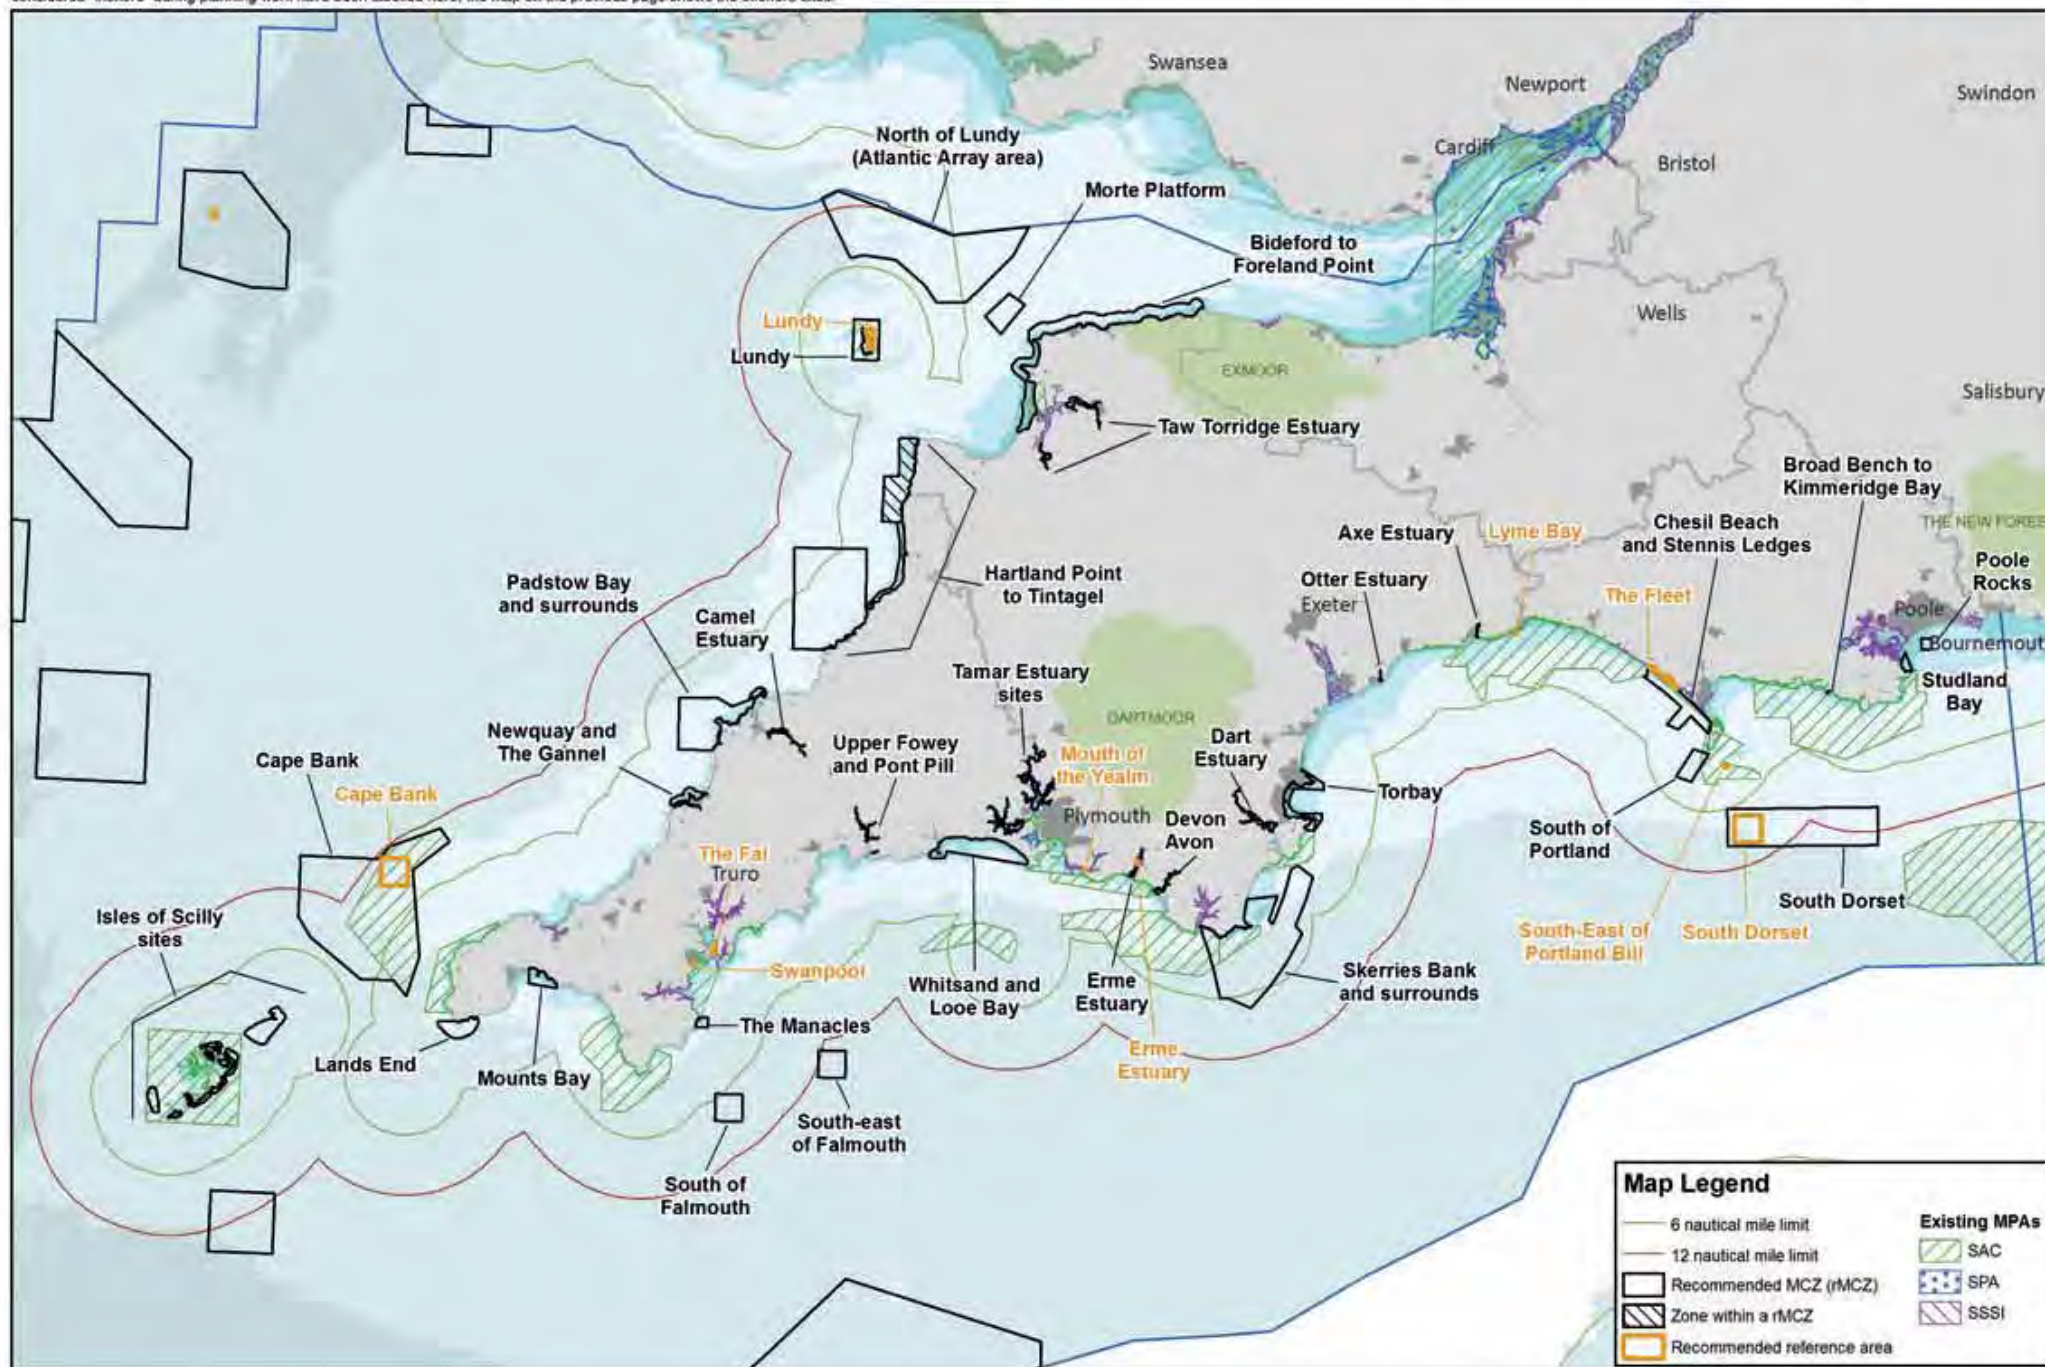 Swansea
Newport
Swindon
North of Lundy
(Atlantic Array area)
Cardiff
Bristol
Morte Platform
Bideford to
Foreland Point
Lundy
Wells
Lundy
EXMOOR
Salisbury
Taw Torridge Estuary
Broad Bench to
Kimmeridge Bay
Chesil Beach
and Stennis Ledges
THE NEW FORES
Axe Estuary
Lyme Bay
Poole
Rocks
Padstow Bay
and surrounds
Hartland Point
to Tintagel
Otter Estuary
Exeter
The Fleet
Poole
Camel
Estuary
Bournemout
Tamar Estuary
sites
Studland
Bay
DARTMOOR
Newquay and
The Gannel
Upper Fowey
and Pont Pill
Mouth of
the Yealm
Dart
Estuary
Cape Bank
Cape Bank
Torbay
Plymouth
Devon
Avon
South of
Portland
The Fal
Truro
South Dorset
Isles of Scilly
sites
South-East of
Portland Bill
South Dorset
Swanpool
Whitsand and
Looe Bay
Erme
Estuary
Skerries Bank
and surrounds
The Manacles
Lands End
Mounts Bay
Erme
Estuary
South-east
of Falmouth
South of
Falmouth
Map Legend
6 nautical mile limit
12 nautical mile limit
Recommended MCZ (rMCZ)
Zone within a rMCZ
Recommended reference area
Existing MPAs
SAC
SPA
SSSI